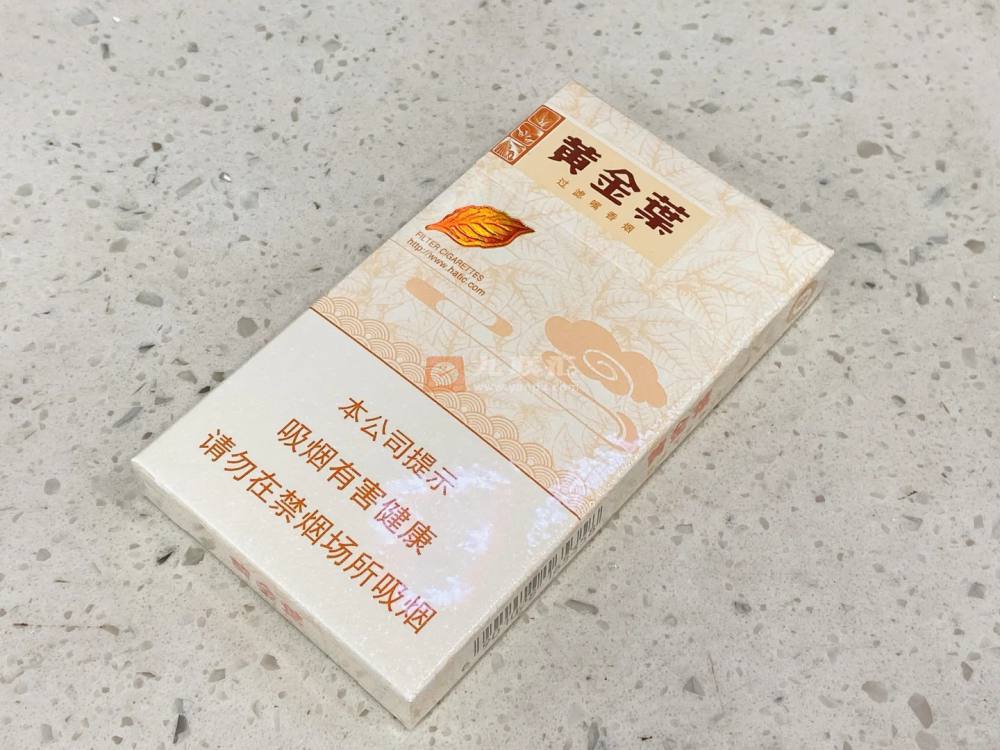 黄金葉
过滤嘴香烟
FILTER CIGARETTES
http://www.hatic.com
本公司提示
吸烟有害健康
请勿在禁烟场所吸烟